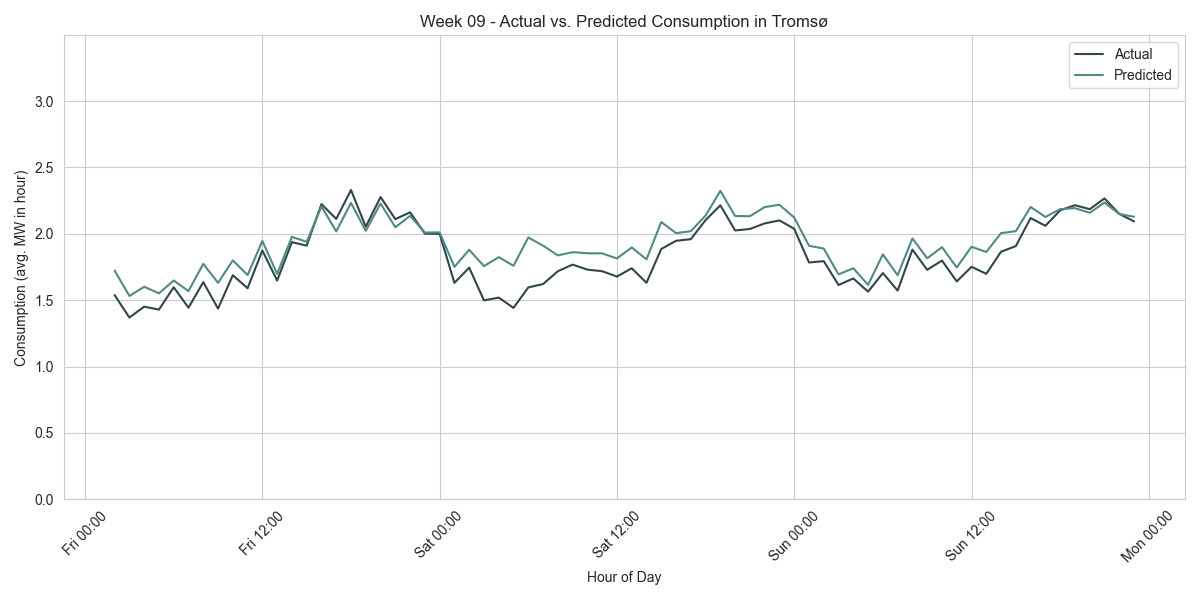 Week 09 - Actual vs. Predicted Consumption in Tromsø
Actual
Predicted
Consumption (avg. MW in hour)
3.0
2.5
2.0
1.5
1.0
0.5
0.0
Fri 00:00
Fri 12:00
Sat 00:00
Sat 12:00
Sun 00:00
Sun 12:00
Mon 00:00
Hour of Day